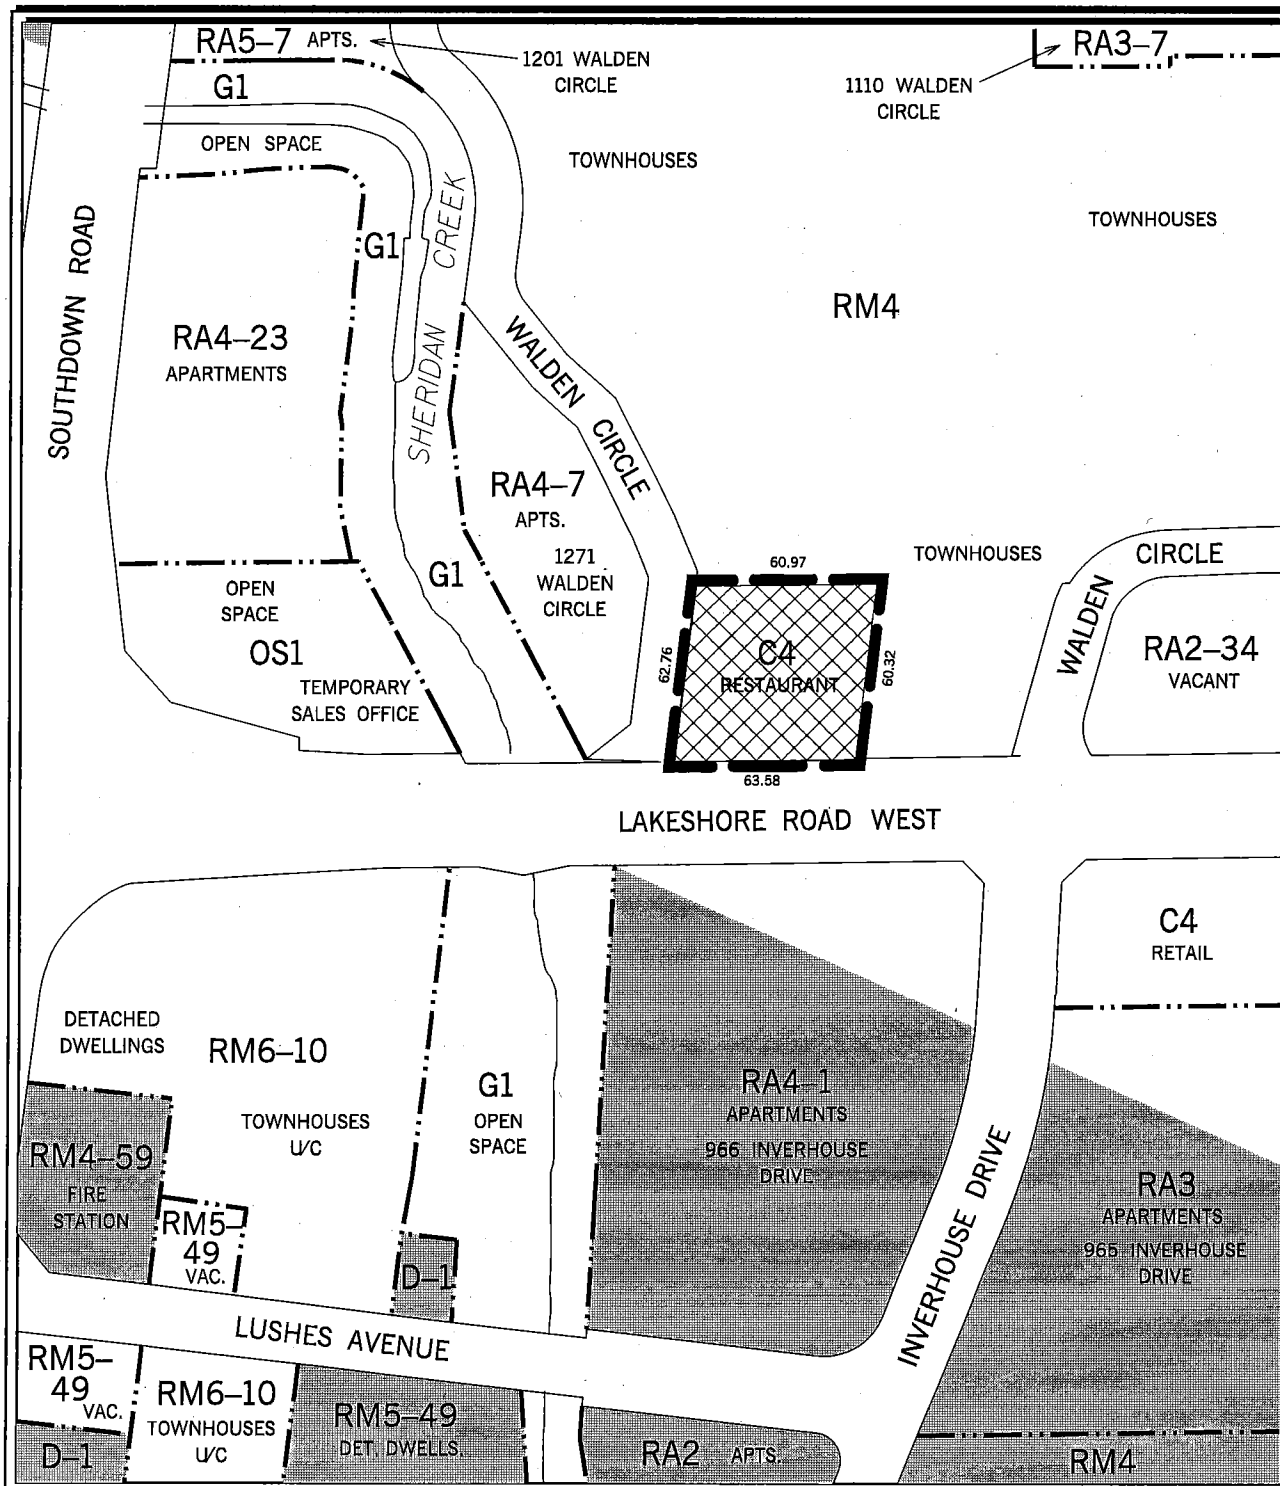 RA5–7 APTS.
1201 WALDEN
CIRCLE
RA3–7
1110 WALDEN
CIRCLE
G1
OPEN SPACE
TOWNHOUSES
TOWNHOUSES
SOUTHDOWN ROAD
G1
SHERIDAN CREEK
RM4
RA4–23
APARTMENTS
WALDEN CIRCLE
RA4–7
APTS.
1271
WALDEN
CIRCLE
G1
OPEN
SPACE
OS1
TEMPORARY
SALES OFFICE
60.97
62.76
C4
RESTAURANT
60.32
63.58
TOWNHOUSES
WALDEN CIRCLE
RA2–34
VACANT
LAKESHORE ROAD WEST
C4
RETAIL
DETACHED
DWELLINGS
RM6–10
TOWNHOUSES
U/C
G1
OPEN
SPACE
RA4–1
APARTMENTS
966 INVERHOUSE
DRIVE
RM4–59
FIRE
STATION
RM5–
49
VAC.
D–1
INVERHOUSE DRIVE
RA3
APARTMENTS
965 INVERHOUSE
DRIVE
LUSHES AVENUE
RM5–
49
VAC.
D–1
RM6–10
TOWNHOUSES
U/C
RM5–49
DET. DWELLS.
RA2 APTS.
RM4